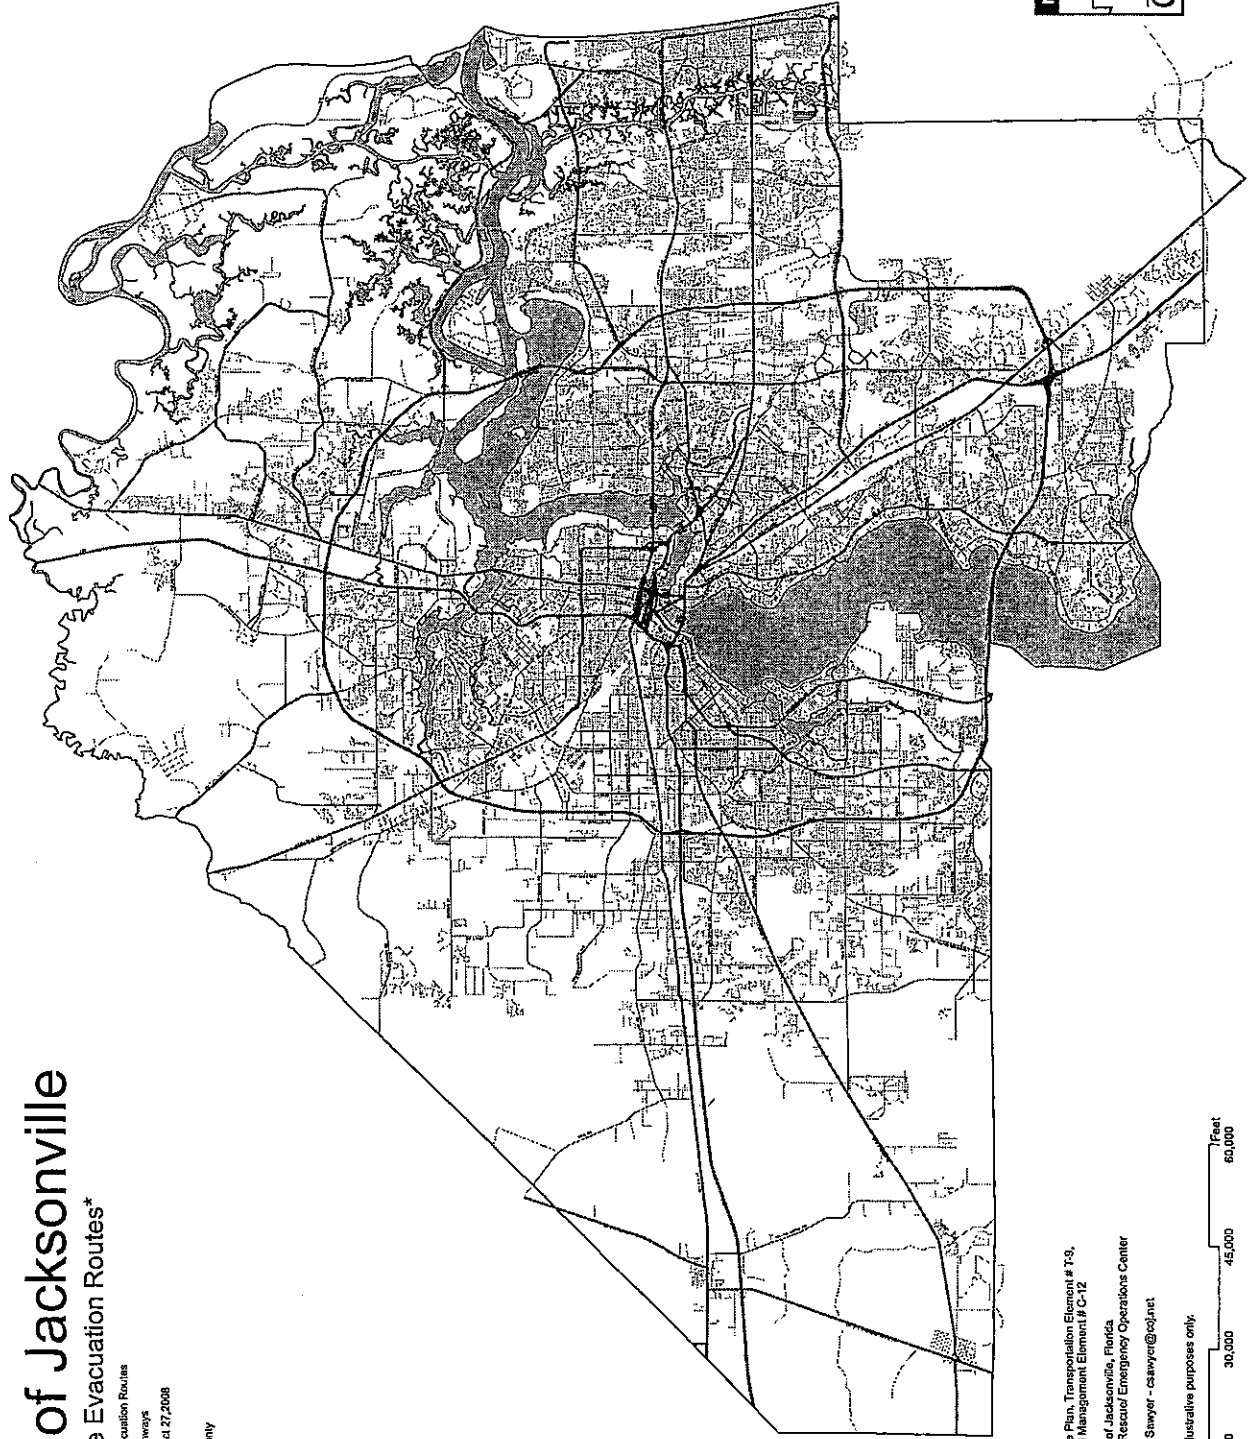 of Jacksonville
e Evacuation Routes*
cuation Routes
ways
ct 27,2008
nly
e Plan, Transportation Element # T-9,
l Management Element # C-12
of Jacksonville, Florida
Rescue/ Emergency Operations Center
Sawyer - csawyer@coj.net
lustrative purposes only.
0 30,000 45,000 60,000
Feet